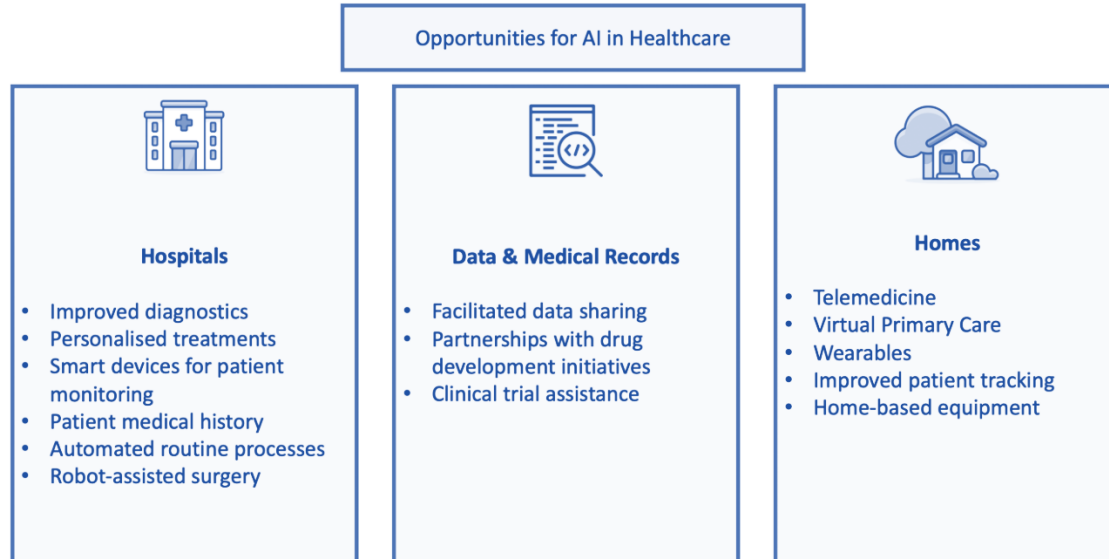 Opportunities for AI in Healthcare
</>
Hospitals
• Improved diagnostics
• Personalised treatments
• Smart devices for patient
monitoring
• Patient medical history
• Automated routine processes
• Robot-assisted surgery
Data & Medical Records
• Facilitated data sharing
• Partnerships with drug
development initiatives
• Clinical trial assistance
Homes
• Telemedicine
• Virtual Primary Care
• Wearables
• Improved patient tracking
• Home-based equipment